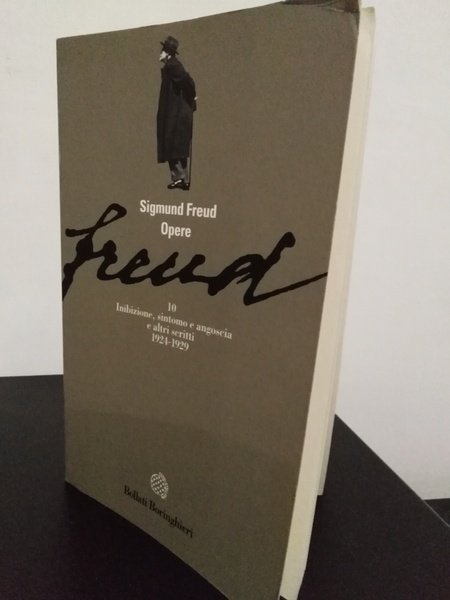 Sigmund Freud
Opere
freud
10
Inibizione, sintomo e angoscia
e altri scritti
1924-1929
Bollati Boringhieri